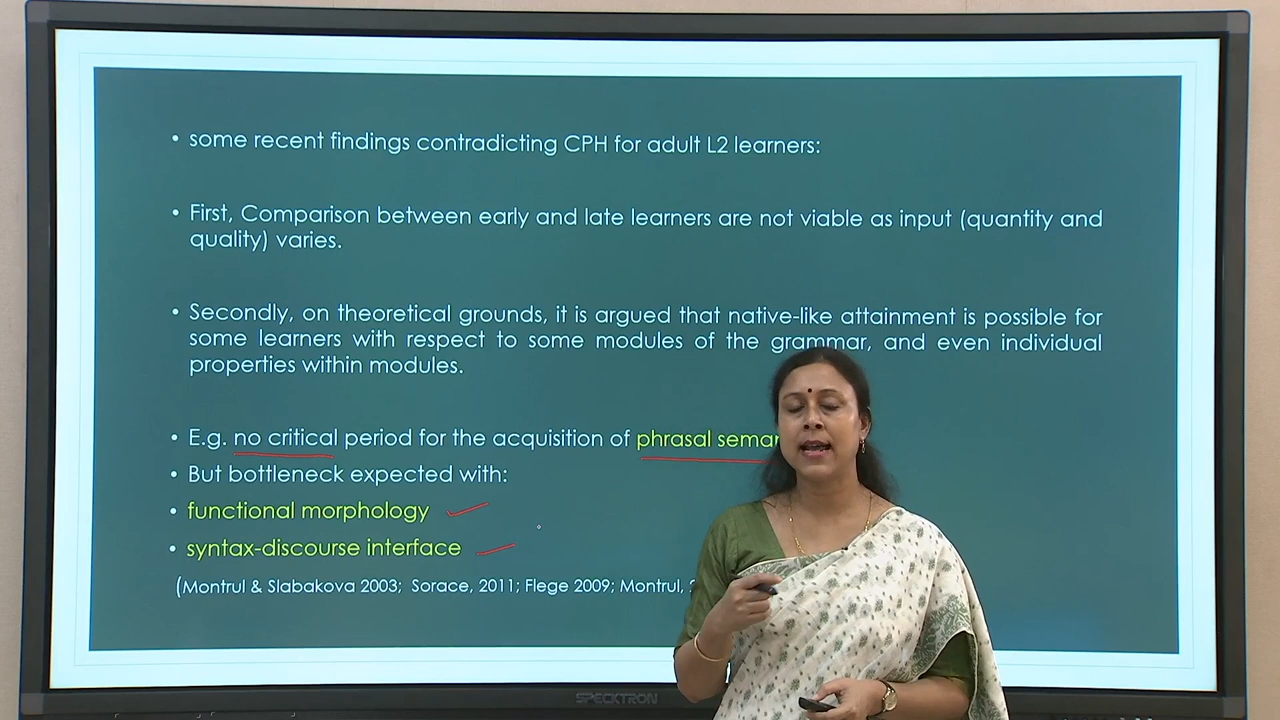 • some recent findings contradicting CPH for adult L2 learners:
• First, Comparison between early and late learners are not viable as input (quantity and
quality) varies.
• Secondly, on theoretical grounds, it is argued that native-like attainment is possible for
some learners with respect to some modules of the grammar, and even individual
properties within modules.
• E.g. no critical period for the acquisition of phrasal
• But bottleneck expected with:
• functional morphology
• syntax-discourse interface
(Montrul & Slabakova 2003; Sorace, 2011; Flege 2009; Montrul,
SPECKTRON